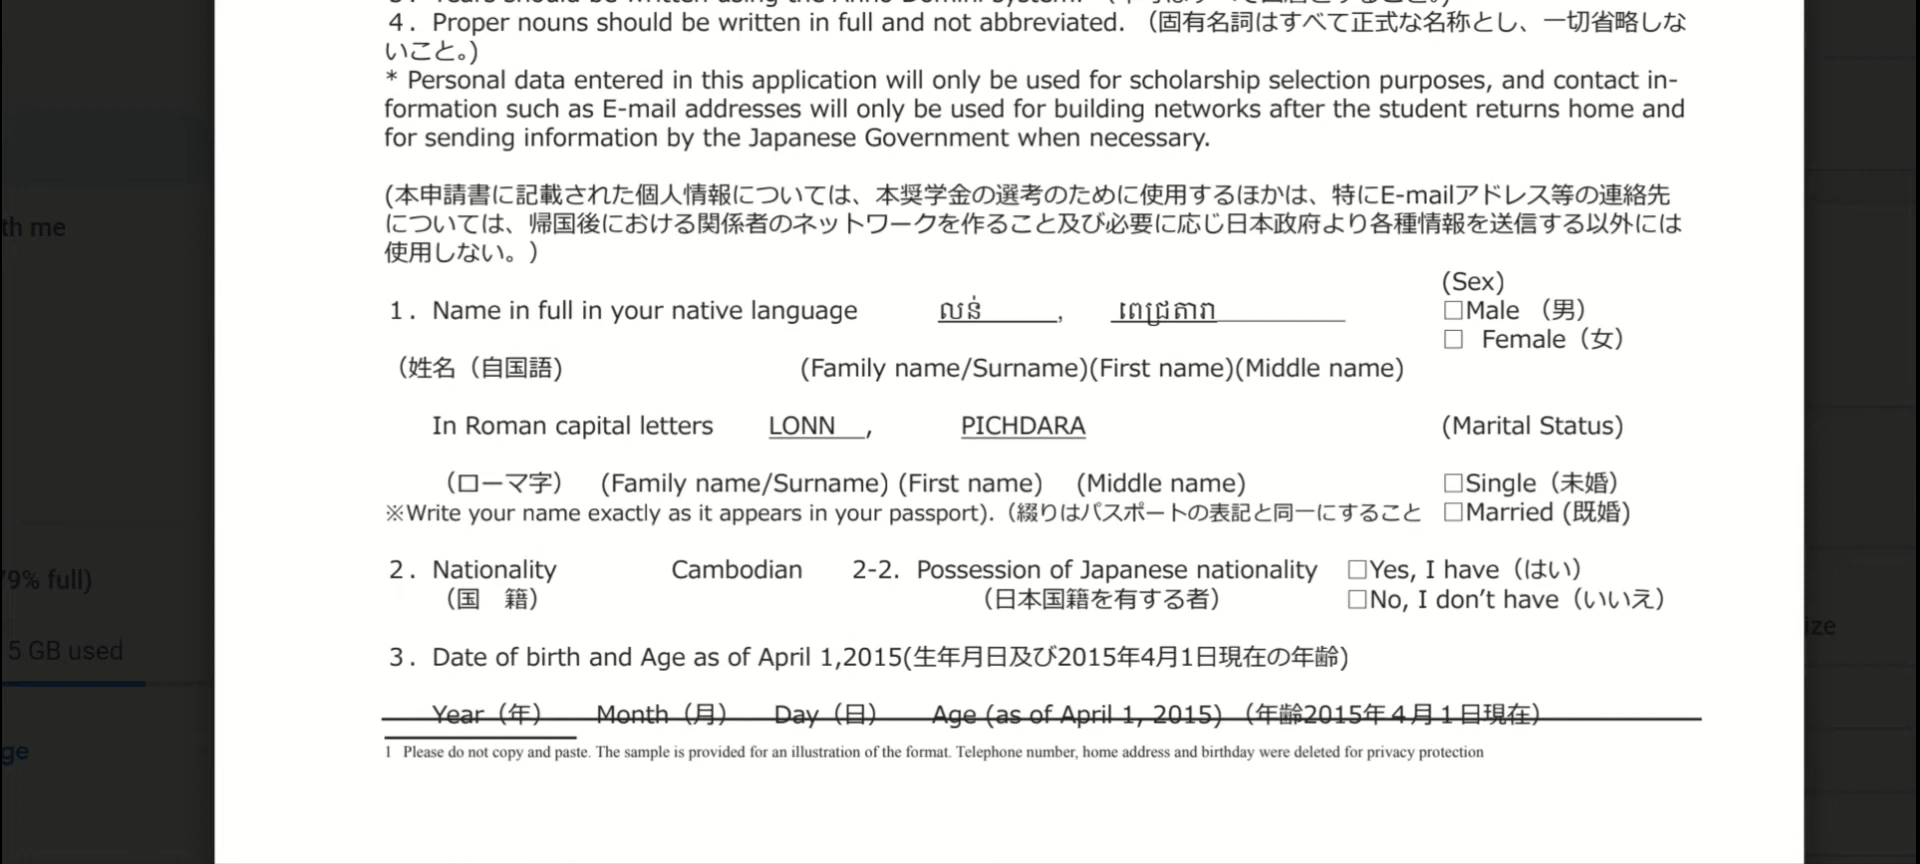 4．Proper nouns should be written in full and not abbreviated. （固有名詞はすべて正式な名称とし、一切省略しな
いこと。)
* Personal data entered in this application will only be used for scholarship selection purposes, and contact in-
formation such as E-mail addresses will only be used for building networks after the student returns home and
for sending information by the Japanese Government when necessary.
(本申請書に記載された個人情報については、本奨学金の選考のために使用するほかは、特にE-mailアドレス等の連絡先
については、帰国後における関係者のネットワークを作ること及び必要に応じ日本政府より各種情報を送信する以外には
使用しない。）
(Sex)
1．Name in full in your native language លន់ , ពេជ្រតារា □Male （男）
□ Female（女）
（姓名（自国語) (Family name/Surname)(First name)(Middle name)
In Roman capital letters LONN , PICHDARA (Marital Status)
（ローマ字） (Family name/Surname) (First name) (Middle name) □Single（未婚）
※Write your name exactly as it appears in your passport).（綴りはパスポートの表記と同一にすること □Married (既婚)
2．Nationality Cambodian 2-2. Possession of Japanese nationality □Yes, I have（はい）
（国　籍） （日本国籍を有する者） □No, I don't have（いいえ）
3．Date of birth and Age as of April 1,2015(生年月日及び2015年4月1日現在の年齢)
Year（年） Month（月） Day（日） Age (as of April 1, 2015) （年齢2015年４月１日現在）
1 Please do not copy and paste. The sample is provided for an illustration of the format. Telephone number, home address and birthday were deleted for privacy protection
th me
79% full)
5 GB used
ge
ize